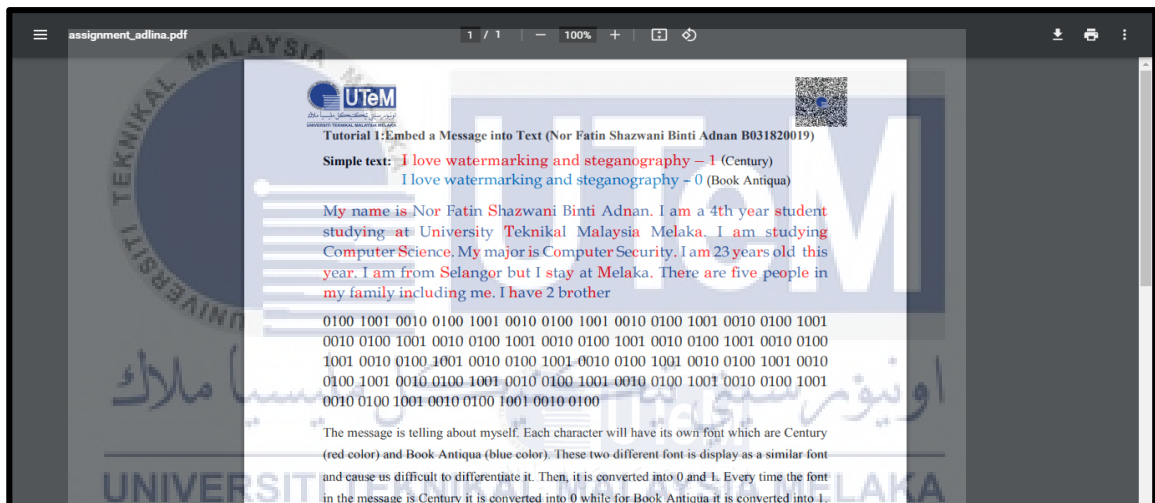 assignment_adlina.pdf
1 / 1
100%
UTeM
UNIVERSITI TEKNIKAL MALAYSIA MELAKA
Tutorial 1:Embed a Message into Text (Nor Fatin Shazwani Binti Adnan B031820019)
Simple text: I love watermarking and steganography – 1 (Century)
I love watermarking and steganography – 0 (Book Antiqua)
My name is Nor Fatin Shazwani Binti Adnan. I am a 4th year student
studying at University Teknikal Malaysia Melaka. I am studying
Computer Science. My major is Computer Security. I am 23 years old this
year. I am from Selangor but I stay at Melaka. There are five people in
my family including me. I have 2 brother
0100 1001 0010 0100 1001 0010 0100 1001 0010 0100 1001 0010 0100 1001
0010 0100 1001 0010 0100 1001 0010 0100 1001 0010 0100 1001 0010 0100
1001 0010 0100 1001 0010 0100 1001 0010 0100 1001 0010 0100 1001 0010
0100 1001 0010 0100 1001 0010 0100 1001 0010 0100 1001 0010 0100 1001
0010 0100 1001 0010 0100 1001 0010 0100
The message is telling about myself. Each character will have its own font which are Century
(red color) and Book Antiqua (blue color). These two different font is display as a similar font
and cause us difficult to differentiate it. Then, it is converted into 0 and 1. Every time the font
in the message is Century it is converted into 0 while for Book Antiqua it is converted into 1.
UNIVERSITI TEKNIKAL MALAYSIA MELAKA
UTeM
اونيۏرسيتي تيكنيكل مليسيا ملاك
UNIVERSITI TEKNIKAL MALAYSIA MELAKA